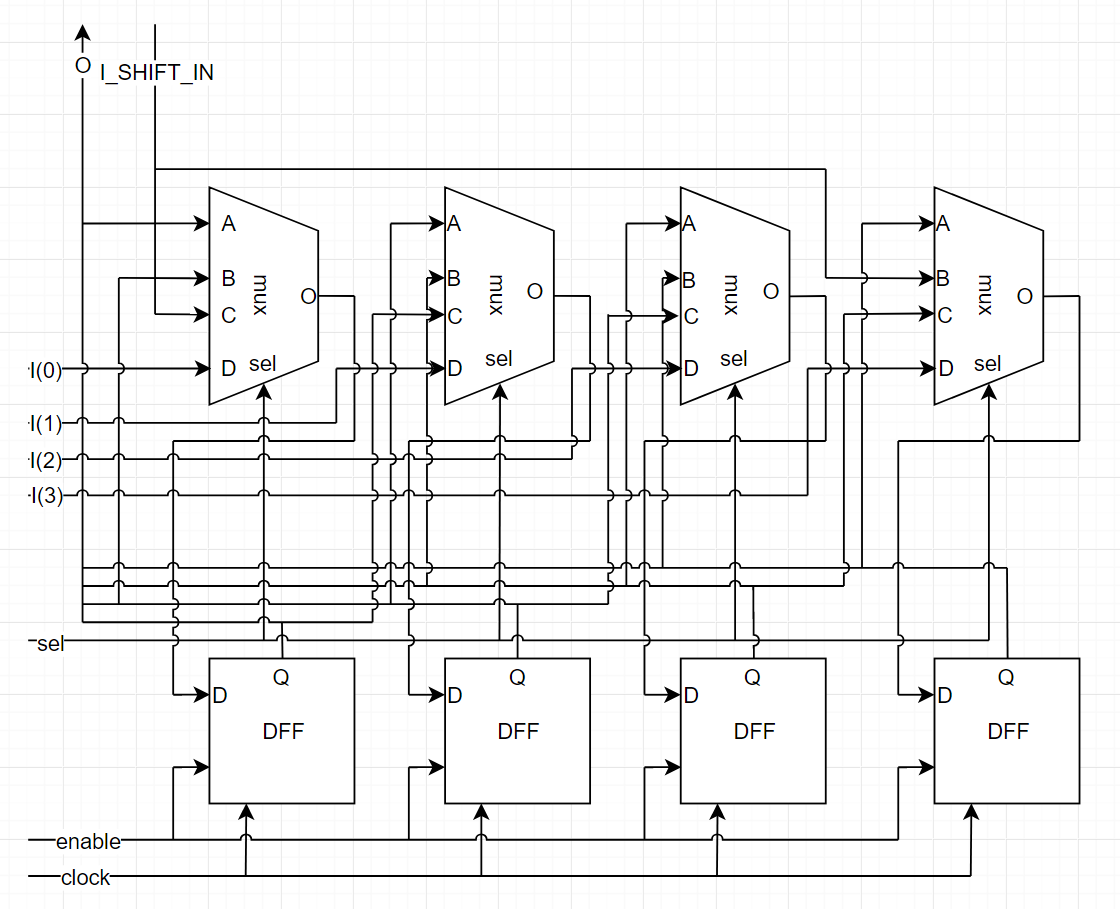 O
I_SHIFT_IN
A
B
C
D
mux
O
sel
A
B
C
D
mux
O
sel
A
B
C
D
mux
O
sel
A
B
C
D
mux
O
sel
I(0)
I(1)
I(2)
I(3)
sel
Q
D
DFF
Q
D
DFF
Q
D
DFF
Q
D
DFF
enable
clock